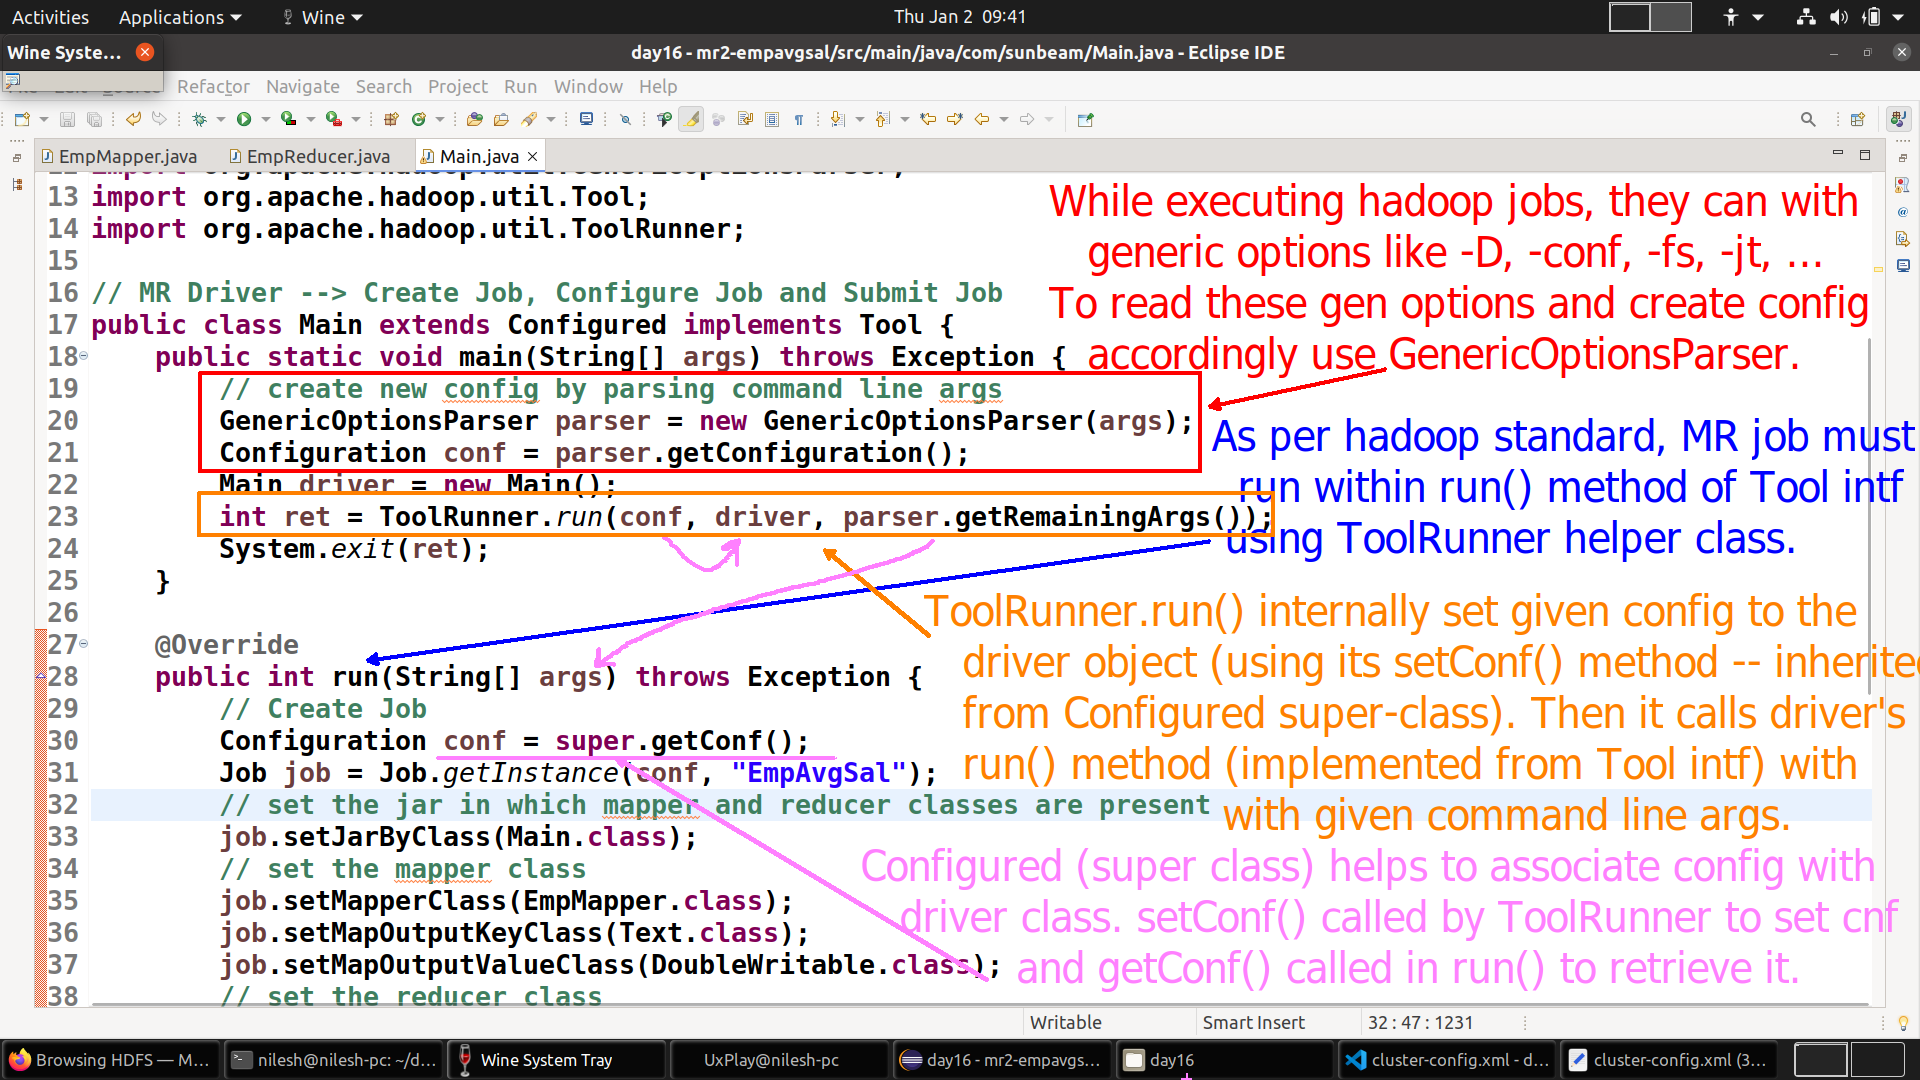 Activities Applications Wine Thu Jan 2 09:41
Wine Syste...
day16 - mr2-empavgsal/src/main/java/com/sunbeam/Main.java - Eclipse IDE
Refactor Navigate Search Project Run Window Help
EmpMapper.java EmpReducer.java Main.java
13 import org.apache.hadoop.util.Tool;
14 import org.apache.hadoop.util.ToolRunner;
15
16 // MR Driver --> Create Job, Configure Job and Submit Job
17 public class Main extends Configured implements Tool {
18 public static void main(String[] args) throws Exception {
19 // create new config by parsing command line args
20 GenericOptionsParser parser = new GenericOptionsParser(args);
21 Configuration conf = parser.getConfiguration();
22 Main driver = new Main();
23 int ret = ToolRunner.run(conf, driver, parser.getRemainingArgs());
24 System.exit(ret);
25 }
26
27 @Override
28 public int run(String[] args) throws Exception {
29 // Create Job
30 Configuration conf = super.getConf();
31 Job job = Job.getInstance(conf, "EmpAvgSal");
32 // set the jar in which mapper and reducer classes are present
33 job.setJarByClass(Main.class);
34 // set the mapper class
35 job.setMapperClass(EmpMapper.class);
36 job.setMapOutputKeyClass(Text.class);
37 job.setMapOutputValueClass(DoubleWritable.class);
38 // set the reducer class
While executing hadoop jobs, they can with
generic options like -D, -conf, -fs, -jt, ...
To read these gen options and create config
accordingly use GenericOptionsParser.
As per hadoop standard, MR job must
run within run() method of Tool intf
using ToolRunner helper class.
ToolRunner.run() internally set given config to the
driver object (using its setConf() method -- inherite
from Configured super-class). Then it calls driver's
run() method (implemented from Tool intf) with
with given command line args.
Configured (super class) helps to associate config with
driver class. setConf() called by ToolRunner to set cnf
and getConf() called in run() to retrieve it.
Writable Smart Insert 32 : 47 : 1231
Browsing HDFS — M... nilesh@nilesh-pc: ~/d... Wine System Tray UxPlay@nilesh-pc day16 - mr2-empavgs... day16 cluster-config.xml - d... cluster-config.xml (3...